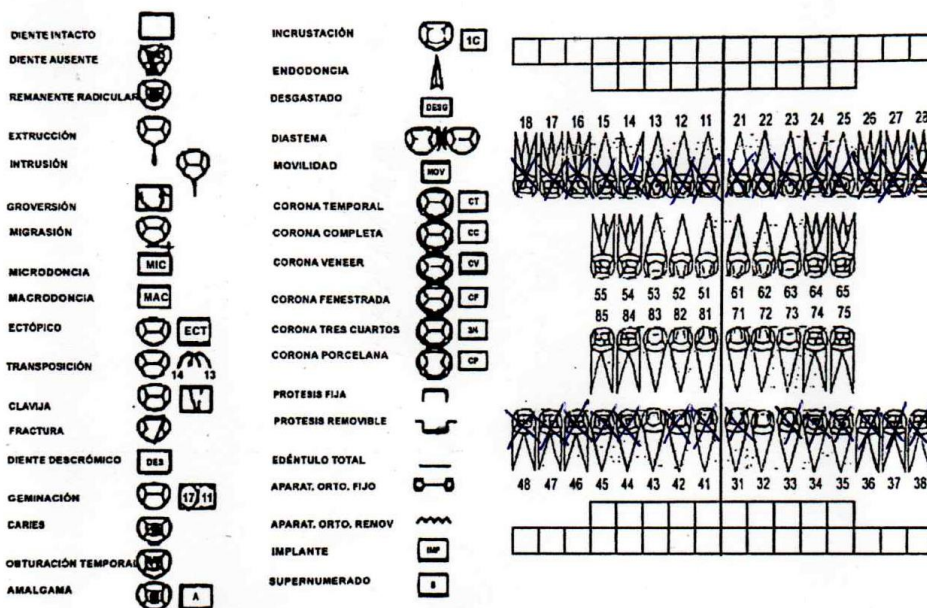 DIENTE INTACTO
DIENTE AUSENTE
REMANENTE RADICULAR
EXTRUCCIÓN
INTRUSIÓN
GROVERSIÓN
MIGRASIÓN
MICRODONCIA MIC
MACRODONCIA MAC
ECTÓPICO ECT
TRANSPOSICIÓN 14 13
CLAVIJA
FRACTURA
DIENTE DESCRÓMICO DES
GEMINACIÓN 17 11
CARIES
OBTURACIÓN TEMPORAL
AMALGAMA A
INCRUSTACIÓN 1C
ENDODONCIA
DESGASTADO DESG
DIASTEMA
MOVILIDAD MOV
CORONA TEMPORAL CT
CORONA COMPLETA CC
CORONA VENEER CV
CORONA FENESTRADA CF
CORONA TRES CUARTOS
CORONA PORCELANA CP
PROTESIS FIJA
PROTESIS REMOVIBLE
EDÉNTULO TOTAL
APARAT. ORTO. FIJO
APARAT. ORTO. REMOV
IMPLANTE IMP
SUPERNUMERADO S
18 17 16 15 14 13 12 11 21 22 23 24 25 26 27 28
55 54 53 52 51 61 62 63 64 65
85 84 83 82 81 71 72 73 74 75
48 47 46 45 44 43 42 41 31 32 33 34 35 36 37 38